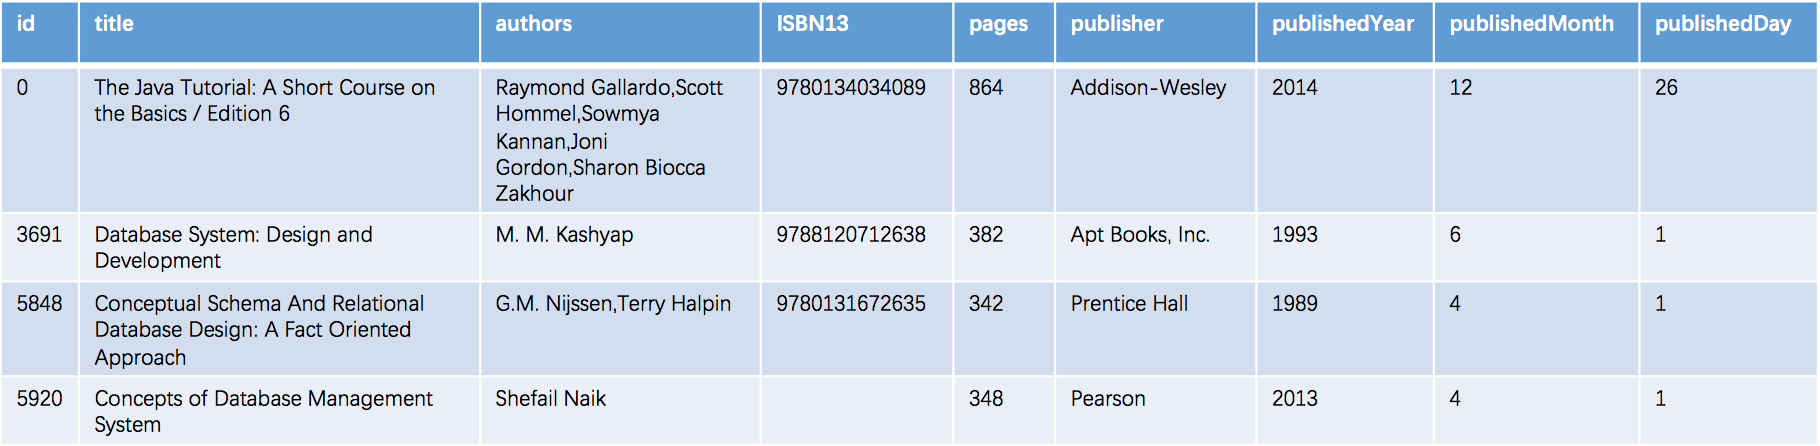 id title authors ISBN13 pages publisher publishedYear publishedMonth publishedDay
0 The Java Tutorial: A Short Course on Raymond Gallardo,Scott 9780134034089 864 Addison-Wesley 2014 12 26
the Basics / Edition 6 Hommel,Sowmya
Kannan,Joni
Gordon,Sharon Biocca
Zakhour
3691 Database System: Design and M. M. Kashyap 9788120712638 382 Apt Books, Inc. 1993 6 1
Development
5848 Conceptual Schema And Relational G.M. Nijssen,Terry Halpin 9780131672635 342 Prentice Hall 1989 4 1
Database Design: A Fact Oriented
Approach
5920 Concepts of Database Management Shefail Naik 348 Pearson 2013 4 1
System